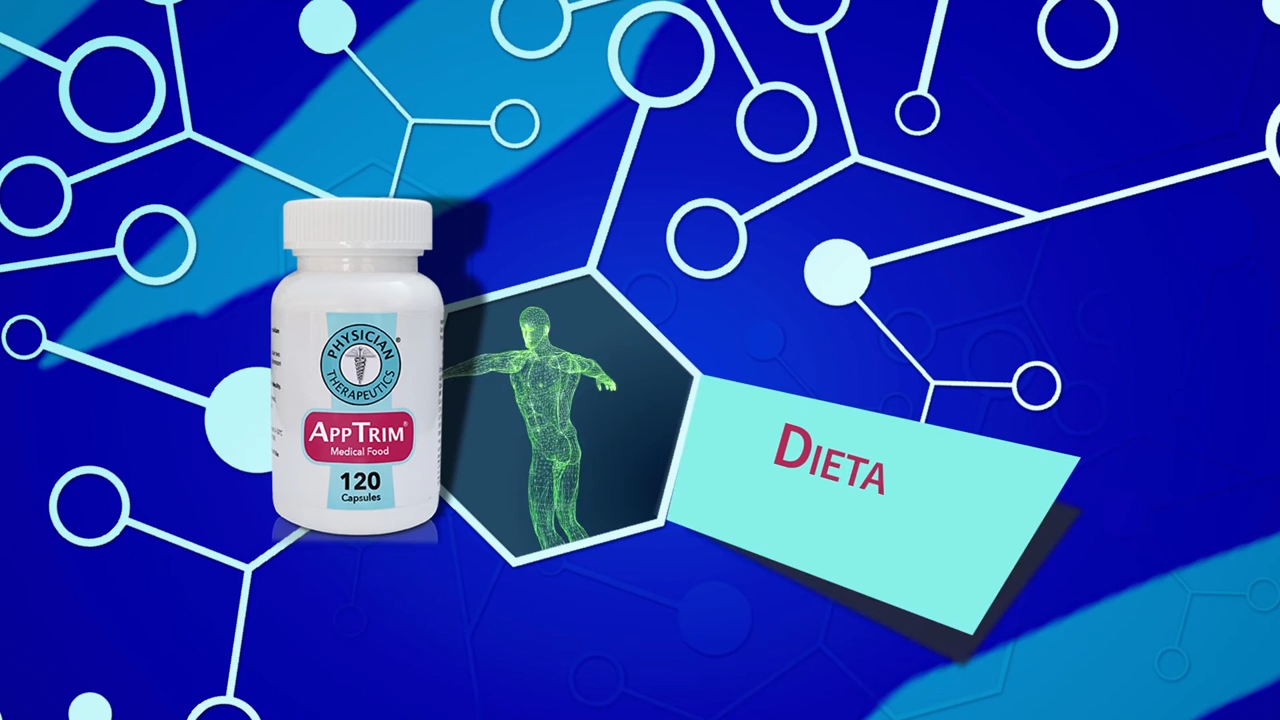 PHYSICIAN
THERAPEUTICS
®
APPTRIM®
Medical Food
120
Capsules
DIETA